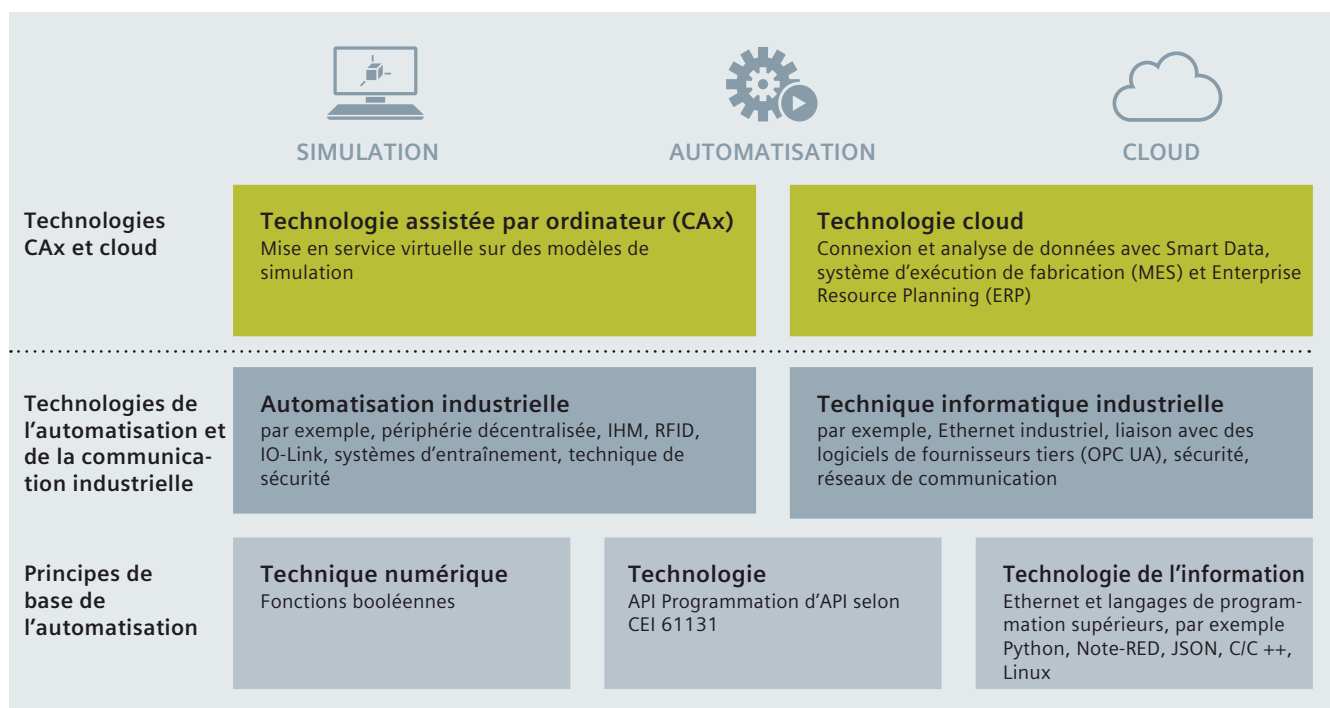 SIMULATION
AUTOMATISATION
CLOUD
Technologies
CAx et cloud
Technologie assistée par ordinateur (CAx)
Mise en service virtuelle sur des modèles de
simulation
Technologie cloud
Connexion et analyse de données avec Smart Data,
système d’exécution de fabrication (MES) et Enterprise
Resource Planning (ERP)
Technologies de
l’automatisation et
de la communica-
tion industrielle
Automatisation industrielle
par exemple, périphérie décentralisée, IHM, RFID,
IO-Link, systèmes d’entraînement, technique de
sécurité
Technique informatique industrielle
par exemple, Ethernet industriel, liaison avec des
logiciels de fournisseurs tiers (OPC UA), sécurité,
réseaux de communication
Principes de
base de
l’automatisation
Technique numérique
Fonctions booléennes
Technologie
API Programmation d’API selon
CEI 61131
Technologie de l’information
Ethernet et langages de program-
mation supérieurs, par exemple
Python, Note-RED, JSON, C/C ++,
Linux